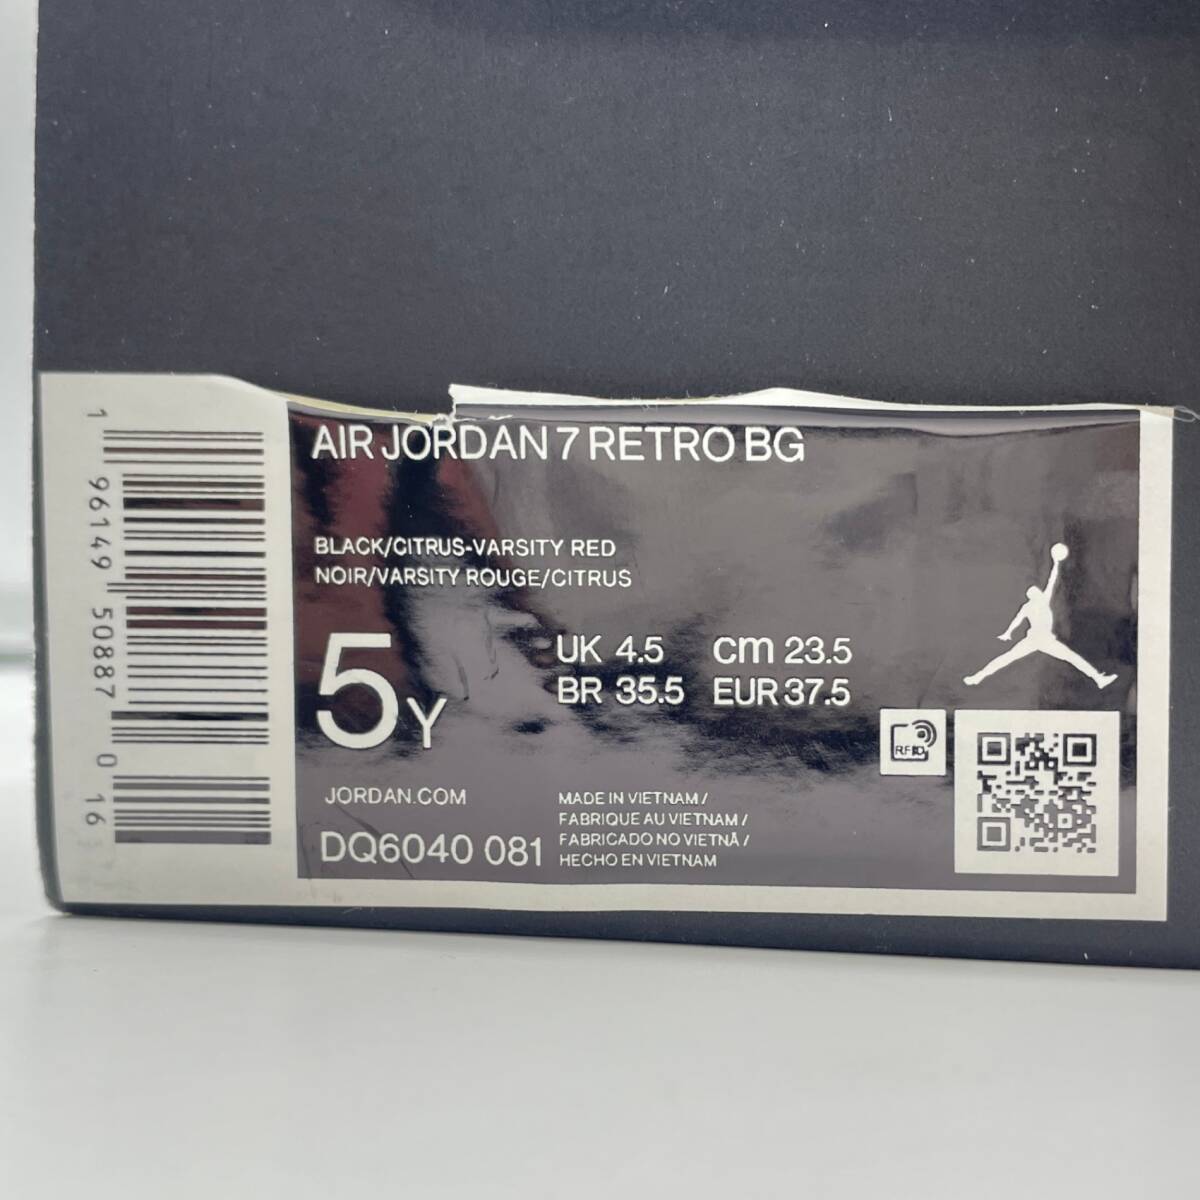 AIR JORDAN 7 RETRO BG
BLACK/CITRUS-VARSITY RED
NOIR/VARSITY ROUGE/CITRUS
5Y
UK 4.5 cm 23.5
BR 35.5 EUR 37.5
RFID
JORDAN.COM
DQ6040 081
MADE IN VIETNAM /
FABRIQUE AU VIETNAM /
FABRICADO NO VIETNÃ /
HECHO EN VIETNAM
1 96149 50887 0 16